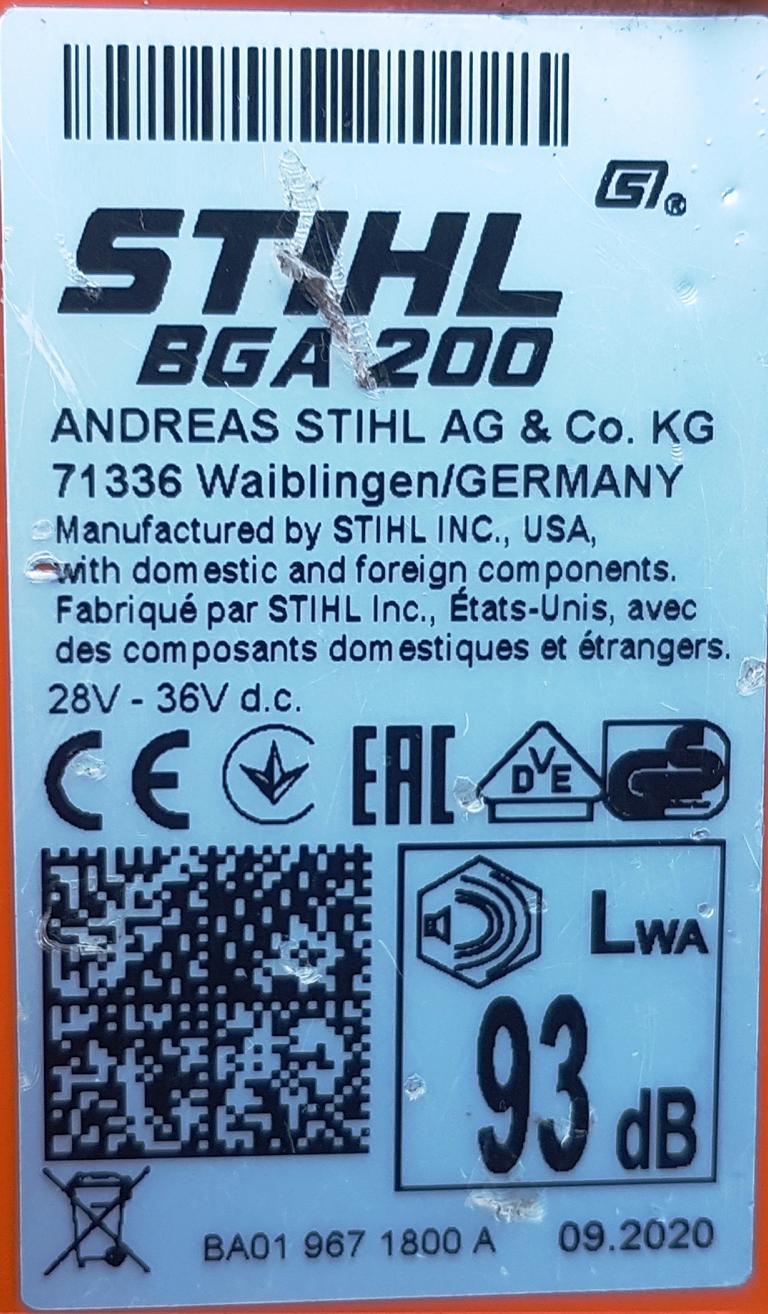 S®
STIHL
BGA 200
ANDREAS STIHL AG & Co. KG
71336 Waiblingen/GERMANY
Manufactured by STIHL INC., USA,
with domestic and foreign components.
Fabriqué par STIHL Inc., États-Unis, avec
des composants domestiques et étrangers.
28V - 36V d.c.
CE EAC DVE
LWA
93 dB
BA01 967 1800 A 09.2020